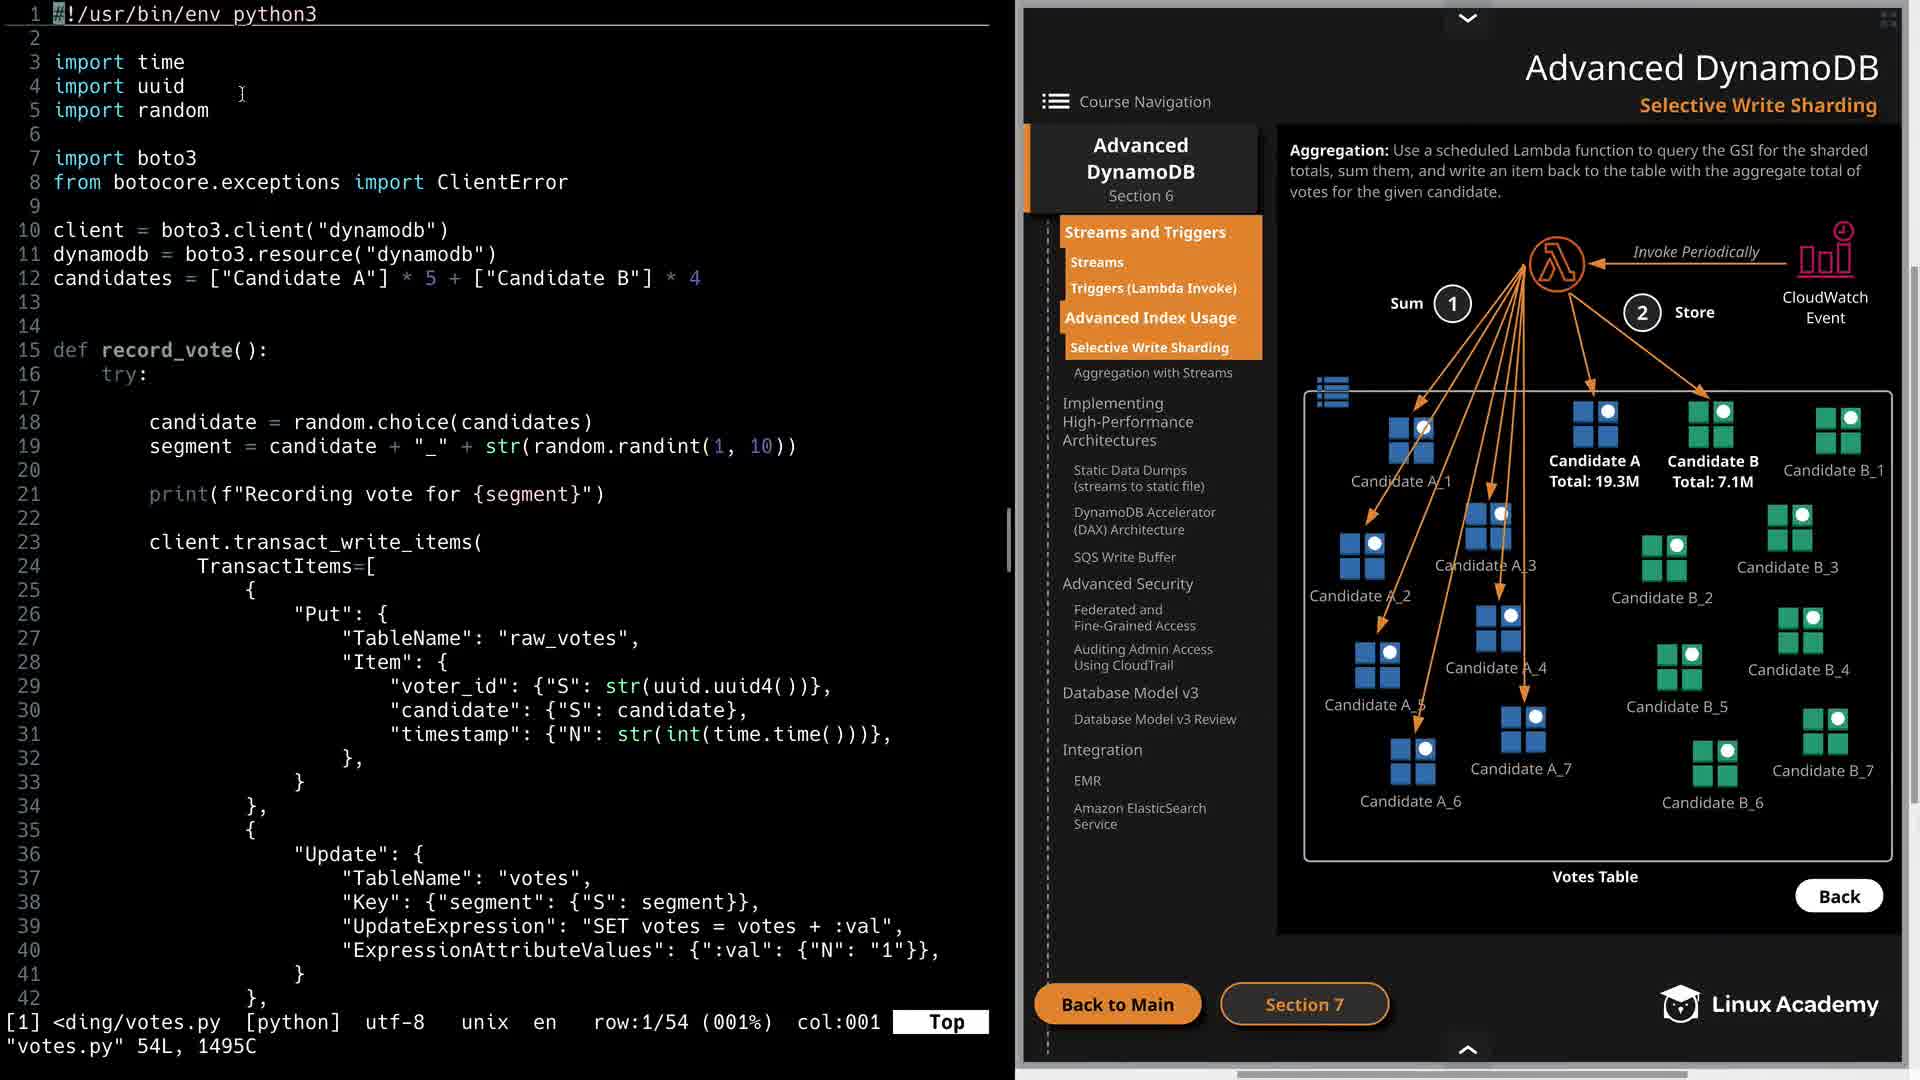 1 #!/usr/bin/env python3
2
3 import time
4 import uuid
5 import random
6
7 import boto3
8 from botocore.exceptions import ClientError
9
10 client = boto3.client("dynamodb")
11 dynamodb = boto3.resource("dynamodb")
12 candidates = ["Candidate A"] * 5 + ["Candidate B"] * 4
13
14
15 def record_vote():
16     try:
17
18         candidate = random.choice(candidates)
19         segment = candidate + "_" + str(random.randint(1, 10))
20
21         print(f"Recording vote for {segment}")
22
23         client.transact_write_items(
24             TransactItems=[
25                 {
26                     "Put": {
27                         "TableName": "raw_votes",
28                         "Item": {
29                             "voter_id": {"S": str(uuid.uuid4())},
30                             "candidate": {"S": candidate},
31                             "timestamp": {"N": str(int(time.time()))},
32                         },
33                     }
34                 },
35                 {
36                     "Update": {
37                         "TableName": "votes",
38                         "Key": {"segment": {"S": segment}},
39                         "UpdateExpression": "SET votes = votes + :val",
40                         "ExpressionAttributeValues": {":val": {"N": "1"}},
41                     }
42                 },
[1] <ding/votes.py [python] utf-8 unix en row:1/54 (001%) col:001 Top
"votes.py" 54L, 1495C
Advanced DynamoDB
Selective Write Sharding
Course Navigation
Advanced
DynamoDB
Section 6
Streams and Triggers
Streams
Triggers (Lambda Invoke)
Advanced Index Usage
Selective Write Sharding
Aggregation with Streams
Implementing
High-Performance
Architectures
Static Data Dumps
(streams to static file)
DynamoDB Accelerator
(DAX) Architecture
SQS Write Buffer
Advanced Security
Federated and
Fine-Grained Access
Auditing Admin Access
Using CloudTrail
Database Model v3
Database Model v3 Review
Integration
EMR
Amazon ElasticSearch
Service
Aggregation: Use a scheduled Lambda function to query the GSI for the sharded
totals, sum them, and write an item back to the table with the aggregate total of
votes for the given candidate.
Invoke Periodically
CloudWatch
Event
Sum 1
2 Store
Candidate A
Total: 19.3M
Candidate B
Total: 7.1M
Candidate B_1
Candidate A_1
Candidate A_3
Candidate B_3
Candidate A_2
Candidate B_2
Candidate A_4
Candidate B_4
Candidate A_5
Candidate B_5
Candidate A_7
Candidate B_7
Candidate A_6
Candidate B_6
Votes Table
Back
Back to Main
Section 7
Linux Academy